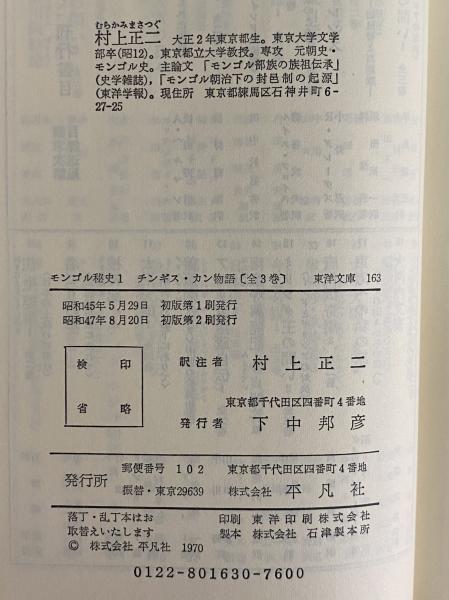 むらかみまさつぐ
村上正二 大正2年東京都生。東京大学文学
部卒(昭12)。東京都立大学教授。専攻 元朝史・
モンゴル史。主論文「モンゴル部族の族祖伝承」
(史学雑誌),「モンゴル朝治下の封邑制の起源」
(東洋学報)。現住所 東京都練馬区石神井町6-
27-25
モンゴル秘史1 チンギス・カン物語〔全3巻〕 東洋文庫 163
昭和45年5月29日 初版第1刷発行
昭和47年8月20日 初版第2刷発行
検印
省略
訳注者 村上正二
東京都千代田区四番町4番地
発行者 下中邦彦
発行所 郵便番号 102 東京都千代田区四番町4番地
振替・東京29639 株式会社 平凡社
落丁・乱丁本はお 印刷 東洋印刷株式会社
取替えいたします 製本 株式会社 石津製本所
© 株式会社 平凡社 1970
0122-801630-7600